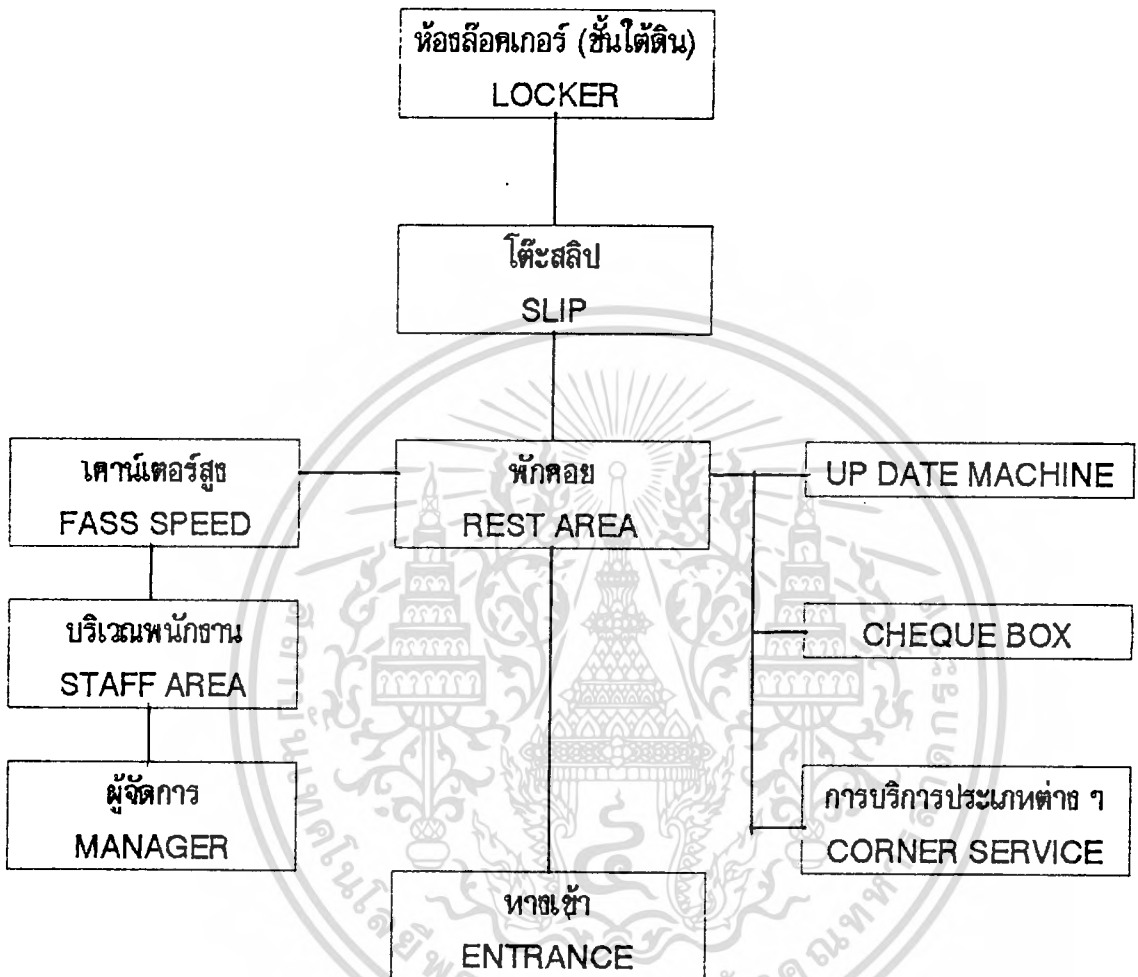 ห้องล๊อคเกอร์ (ชั้นใต้ดิน)
LOCKER
โต๊ะสลิป
SLIP
เคาน์เตอร์สูง
FASS SPEED
พักคอย
REST AREA
UP DATE MACHINE
บริเวณพนักงาน
STAFF AREA
CHEQUE BOX
ผู้จัดการ
MANAGER
การบริการประเภทต่าง ๆ
CORNER SERVICE
ทางเข้า
ENTRANCE